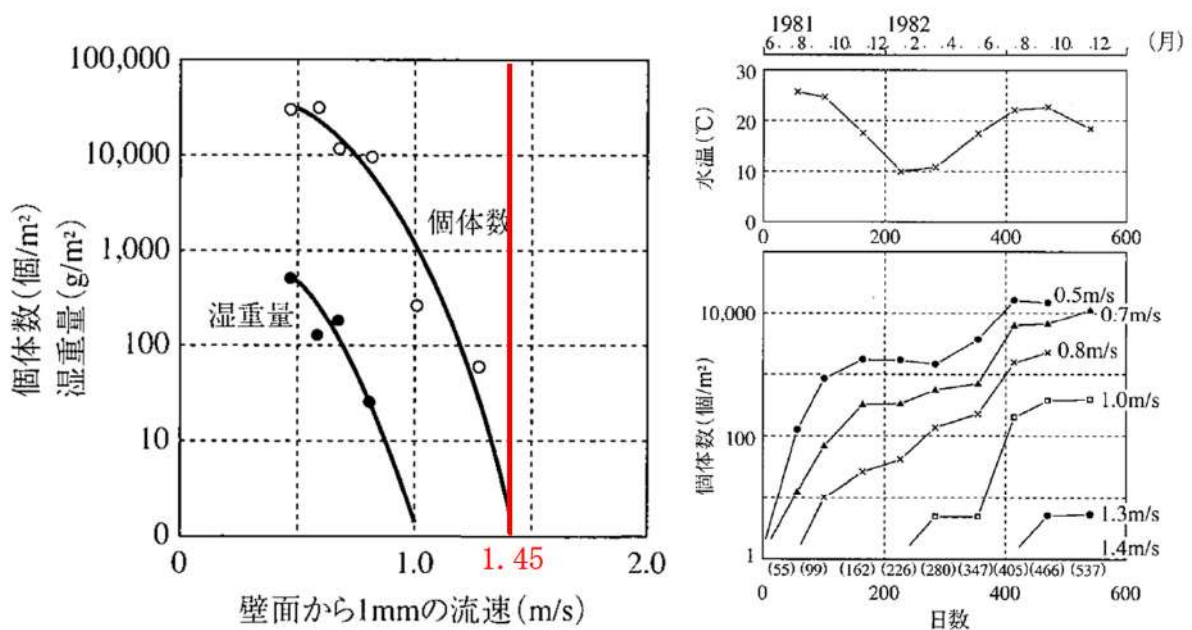 100,000
10,000
1,000
100
10
0
個体数(個/m²)
湿重量(g/m²)
個体数
湿重量
0
1.0
1.45
2.0
壁面から1mmの流速(m/s)
1981
1982
6 . 8 . 10 . 12 . 2 . 4 . 6 . 8 . 10 . 12 (月)
30
20
10
0
水温(℃)
0
200
400
600
10,000
100
1
個体数(個/m²)
0.5m/s
0.7m/s
0.8m/s
1.0m/s
1.3m/s
1.4m/s
(55) (99) (162) (226) (280) (347) (405) (466) (537)
0
200
400
600
日数